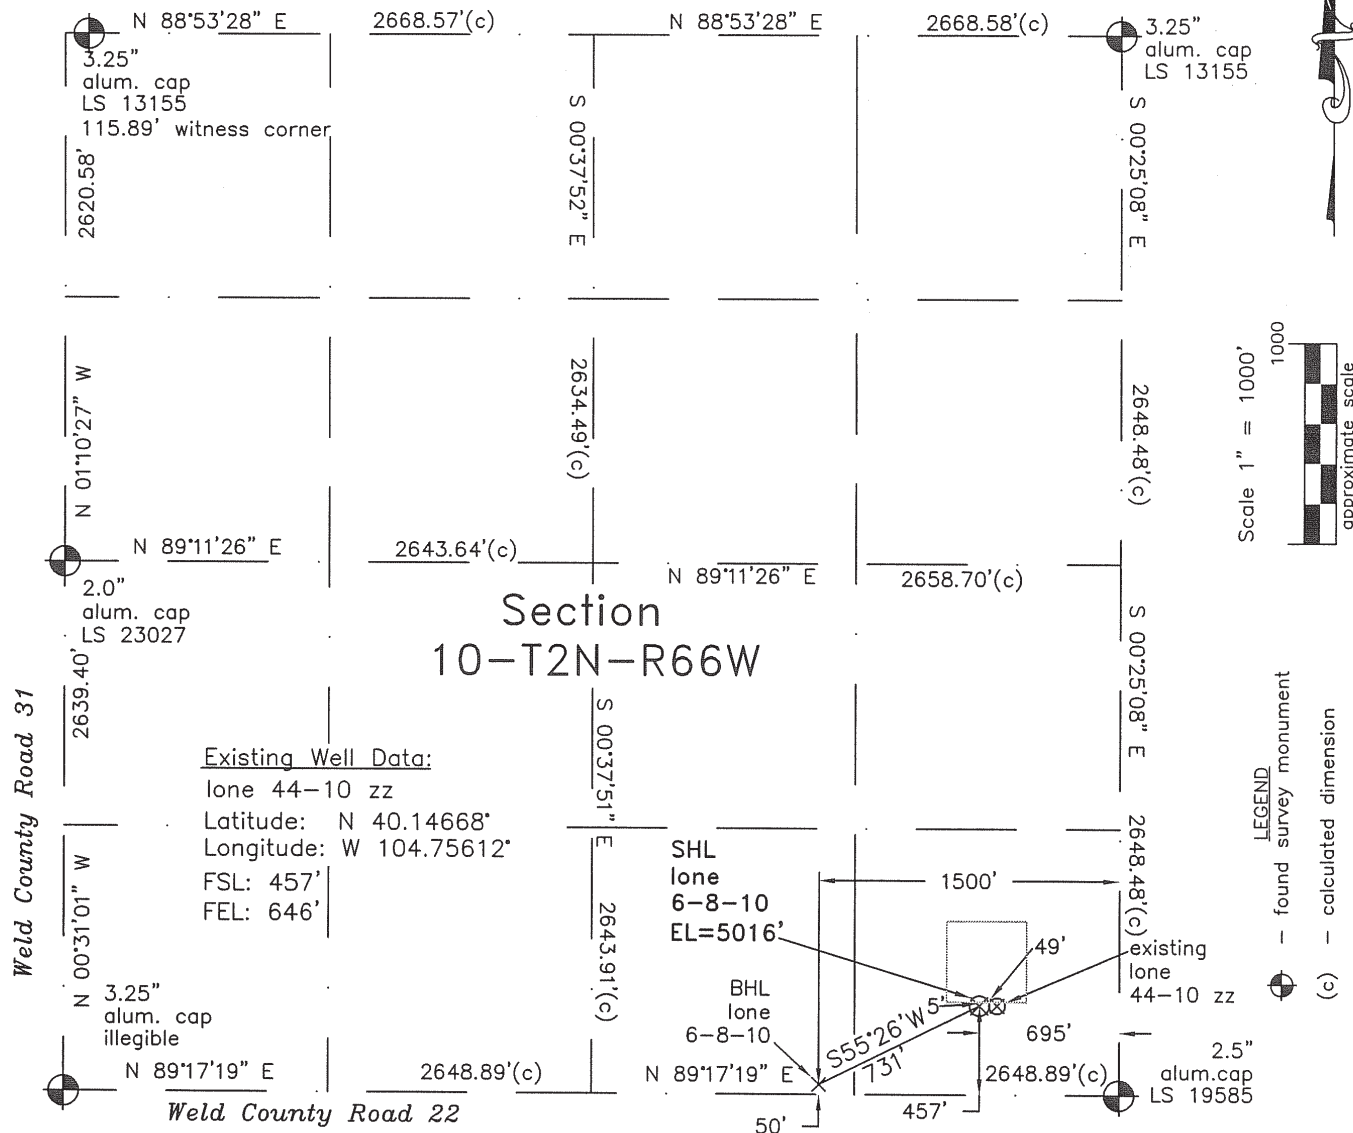 N 88°53'28" E
2668.57'(c)
N 88°53'28" E
2668.58'(c)
3.25"
alum. cap
LS 13155
115.89' witness corner
3.25"
alum. cap
LS 13155
2620.58'
S 00°37'52" E
S 00°25'08" E
N 01°10'27" W
2634.49'(c)
2648.48'(c)
Scale 1" = 1000'
1000
approximate scale
N 89°11'26" E
2643.64'(c)
N 89°11'26" E
2658.70'(c)
2.0"
alum. cap
LS 23027
Section
10-T2N-R66W
2639.40'
S 00°37'51" E
S 00°25'08" E
Weld County Road 31
Existing Well Data:
Ione 44-10 zz
Latitude: N 40.14668°
Longitude: W 104.75612°
FSL: 457'
FEL: 646'
LEGEND
- found survey monument
(c) - calculated dimension
SHL
Ione
6-8-10
EL=5016'
1500'
2648.48'(c)
N 00°31'01" W
2643.91'(c)
49'
existing
Ione
44-10 zz
3.25"
alum. cap
illegible
BHL
Ione
6-8-10
5'
S55°26'W
731'
695'
2.5"
alum.cap
LS 19585
N 89°17'19" E
2648.89'(c)
N 89°17'19" E
2648.89'(c)
Weld County Road 22
50'
457'